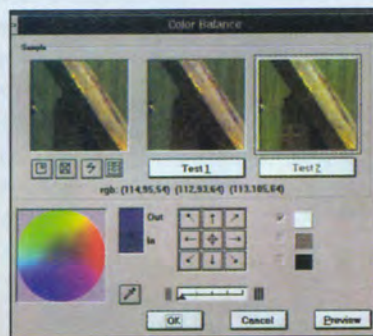 Color Balance
Sample
Test 1
Test 2
rgb: (114,95,54) (112,93,64) (113,105,64)
Out
In
OK
Cancel
Preview